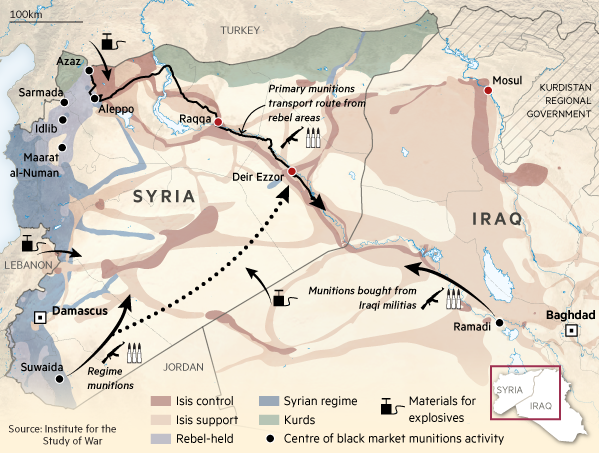 100km
TURKEY
Azaz
Sarmada
Aleppo
Idlib
Maarat
al-Numan
Raqqa
Primary munitions
transport route from
rebel areas
Mosul
KURDISTAN
REGIONAL
GOVERNMENT
Deir Ezzor
SYRIA
IRAQ
LEBANON
Damascus
Munitions bought from
Iraqi militias
Ramadi
Baghdad
Suwaida
Regime
munitions
JORDAN
SYRIA
IRAQ
Isis control
Isis support
Rebel-held
Syrian regime
Kurds
Materials for
explosives
Centre of black market munitions activity
Source: Institute for the
Study of War